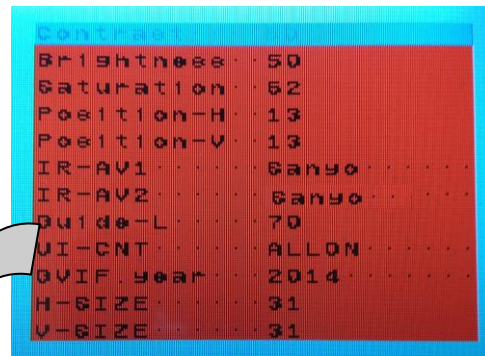 Contrast 50
Brightness 50
Saturation 52
Position-H 13
Position-V 13
IR-AV1 Sanyo
IR-AV2 Sanyo
Guide-L 70
UI-CNT ALLON
GVIF.year 2014
H-SIZE 31
V-SIZE 31